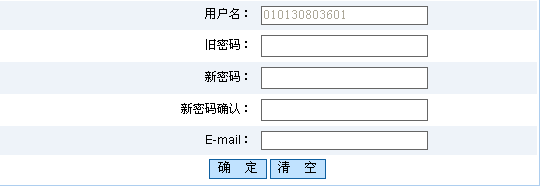 用户名： 010130803601
旧密码：
新密码：
新密码确认：
E-mail：
确 定 清 空